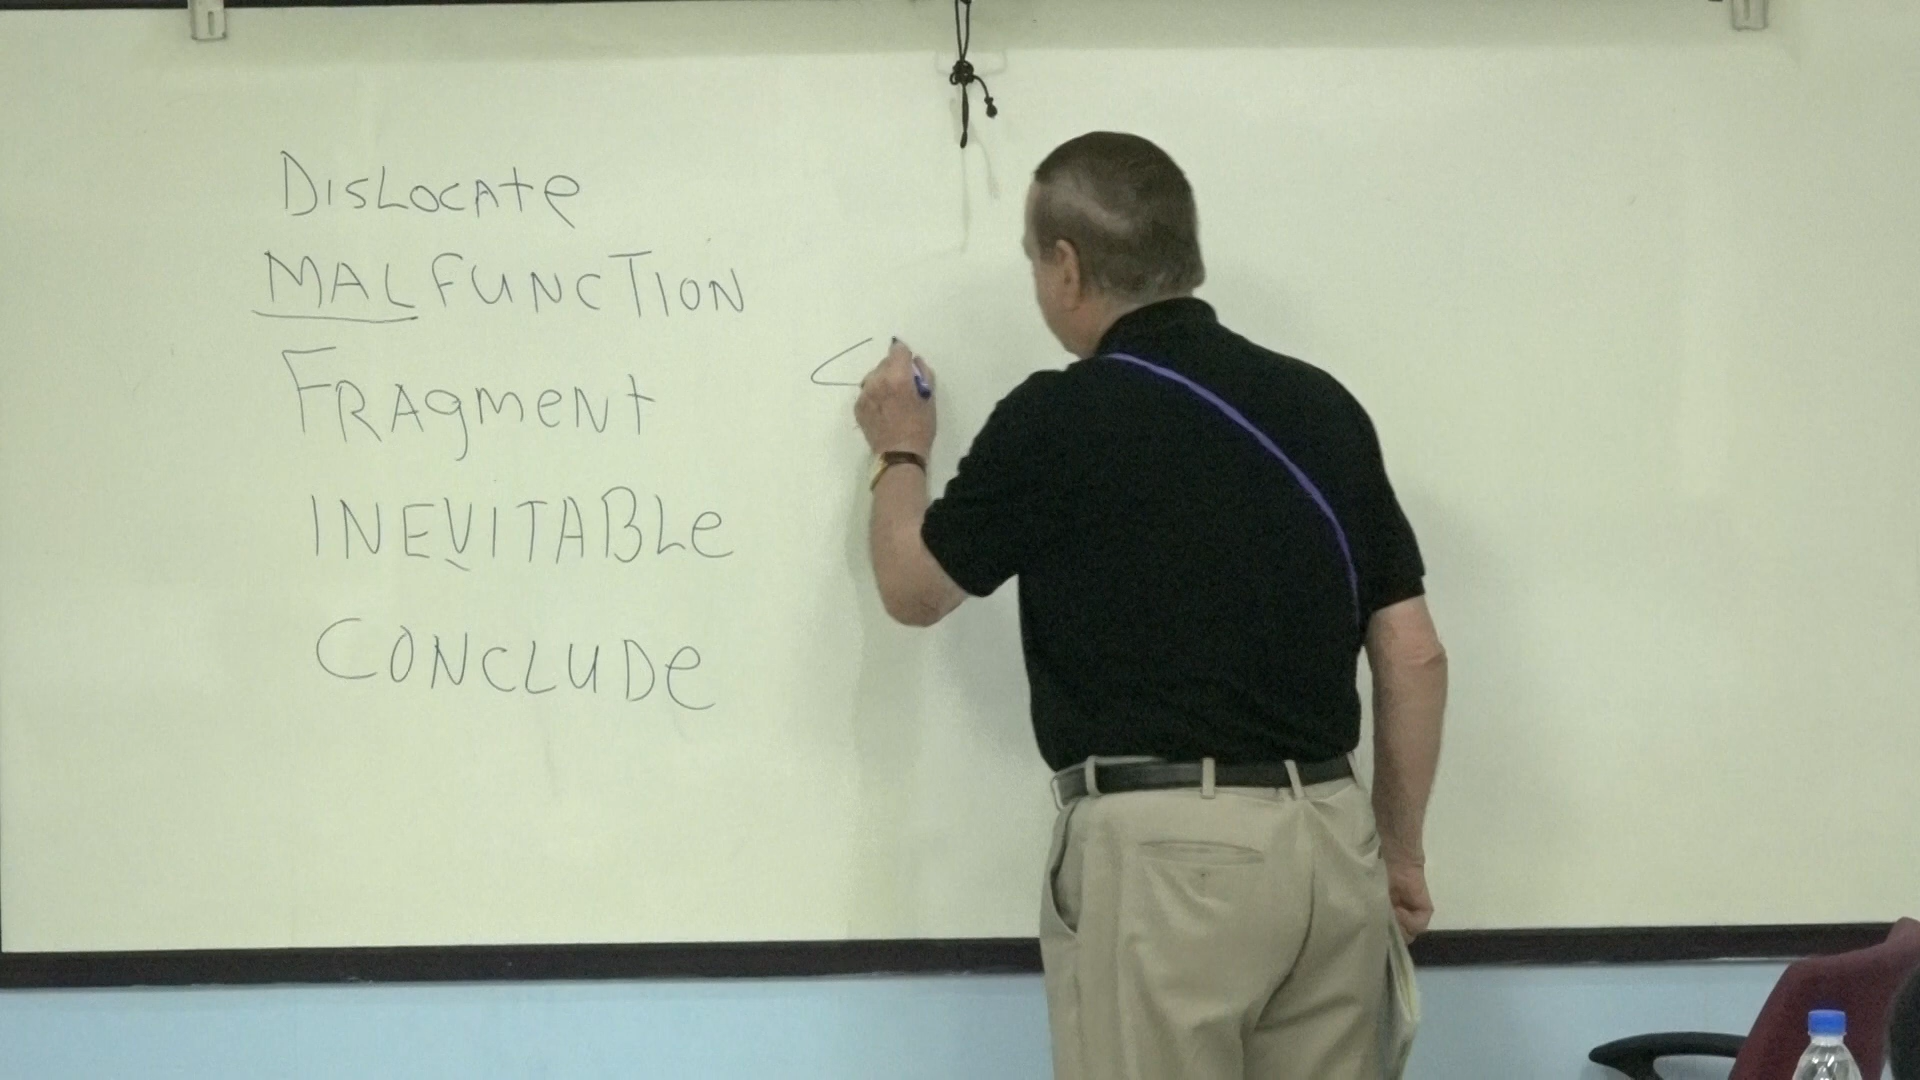 DISLOCATe
MALFUNCTION
FRAgment
INEVITABLe
CONCLUDe